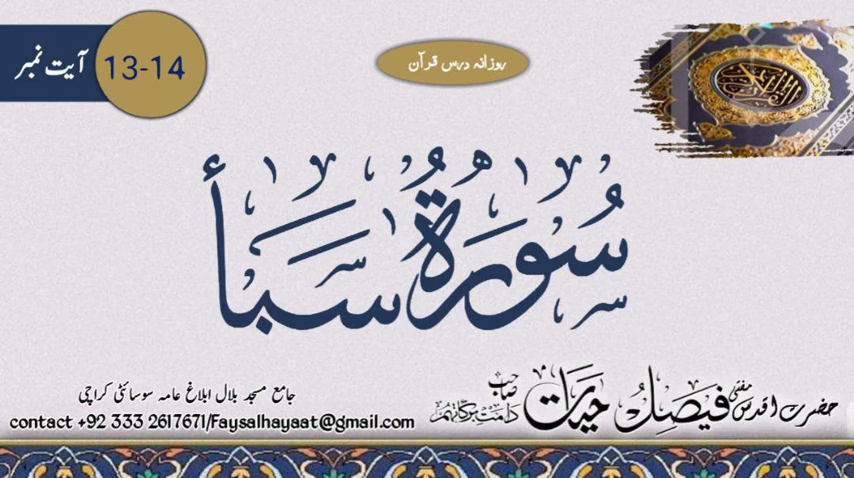 آیت نمبر 13-14
روزانہ درس قرآن
سُورَةُ سَبَأ
حضرت اقدس مفتی فیصل حیات صاحب دامت برکاتہم
جامع مسجد بلال ابلاغ عامہ سوسائٹی کراچی
contact +92 333 2617671/Faysalhayaat@gmail.com